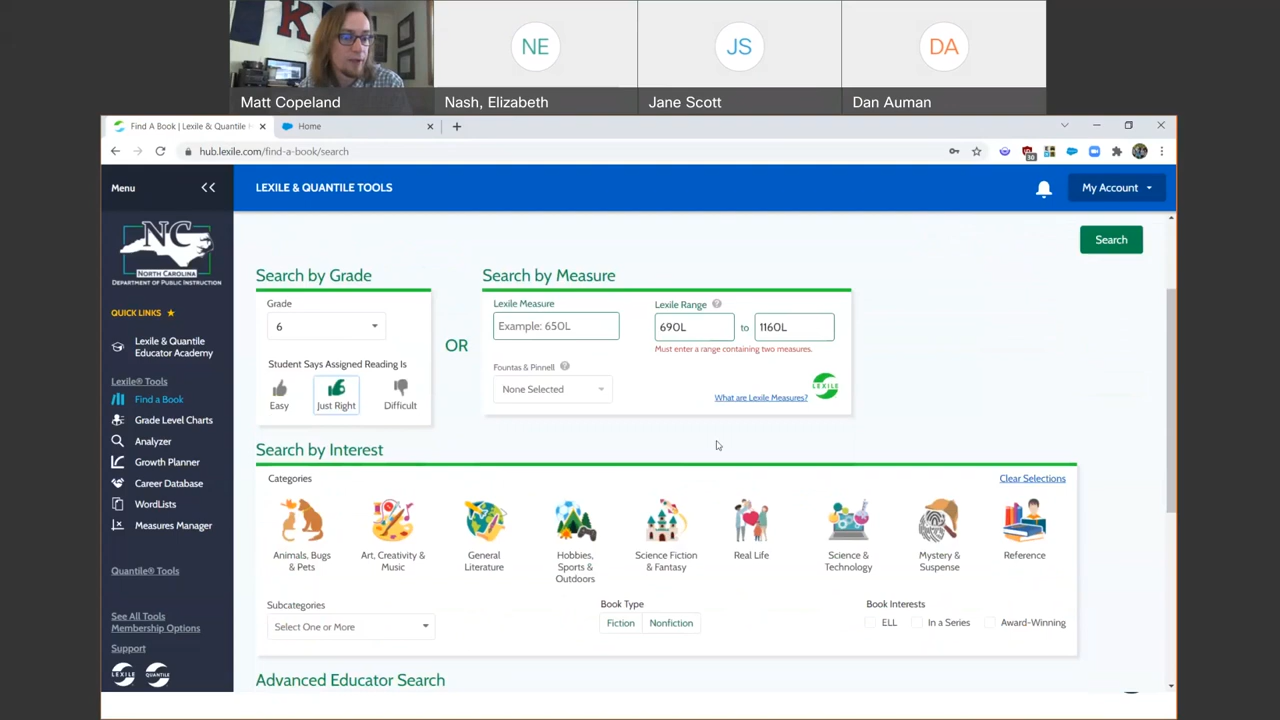 K
NE
JS
DA
Matt Copeland
Nash, Elizabeth
Jane Scott
Dan Auman
Find A Book | Lexile & Quantile
Home
hub.lexile.com/find-a-book/search
30
Menu
LEXILE & QUANTILE TOOLS
My Account
NC
NORTH CAROLINA
DEPARTMENT OF PUBLIC INSTRUCTION
Search
Search by Grade
Search by Measure
Grade
6
Student Says Assigned Reading Is
Easy
Just Right
Difficult
OR
Lexile Measure
Example: 650L
Lexile Range
690L
to
1160L
Must enter a range containing two measures.
Fountas & Pinnell
None Selected
What are Lexile Measures?
LEXILE
QUICK LINKS
Lexile & Quantile
Educator Academy
Lexile® Tools
Find a Book
Grade Level Charts
Analyzer
Growth Planner
Career Database
WordLists
Measures Manager
Quantile® Tools
See All Tools
Membership Options
Support
LEXILE
QUANTILE
Search by Interest
Categories
Clear Selections
Animals, Bugs
& Pets
Art, Creativity &
Music
General
Literature
Hobbies,
Sports &
Outdoors
Science Fiction
& Fantasy
Real Life
Science &
Technology
Mystery &
Suspense
Reference
Subcategories
Select One or More
Book Type
Fiction
Nonfiction
Book Interests
ELL
In a Series
Award-Winning
Advanced Educator Search